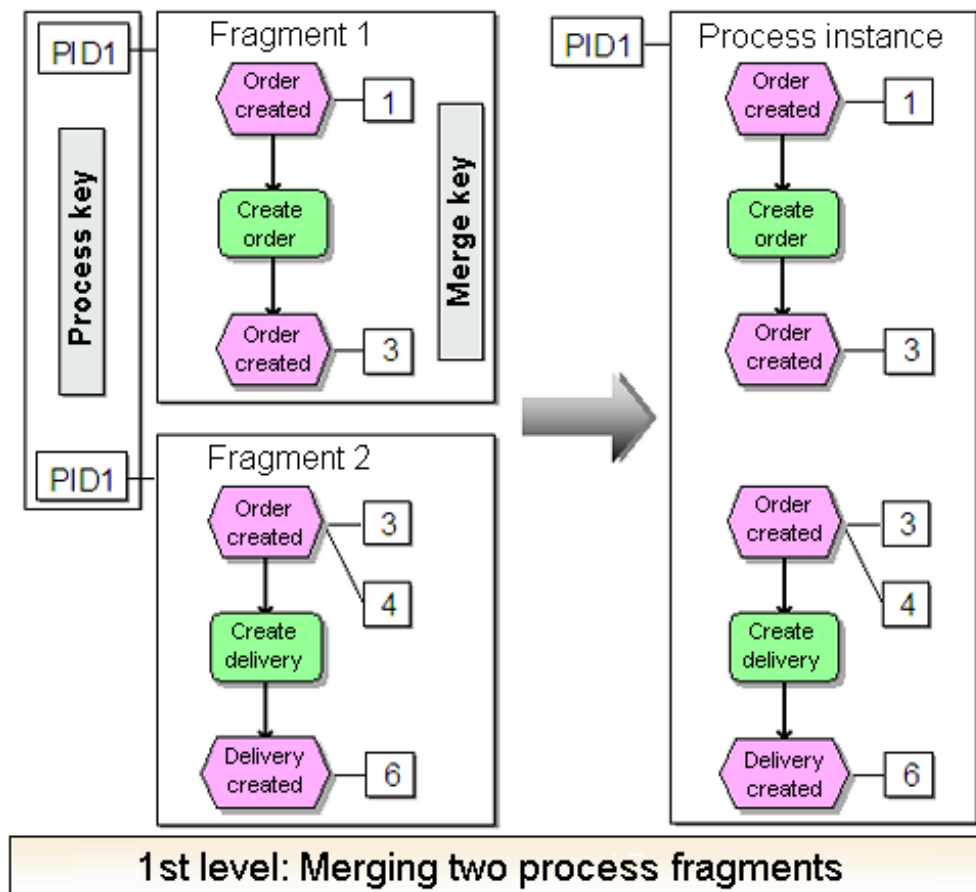 PID1
Process key
PID1
Fragment 1
Order
created
1
Create
order
Order
created
3
Merge key
Fragment 2
Order
created
3
4
Create
delivery
Delivery
created
6
PID1
Process instance
Order
created
1
Create
order
Order
created
3
Order
created
3
4
Create
delivery
Delivery
created
6
1st level: Merging two process fragments